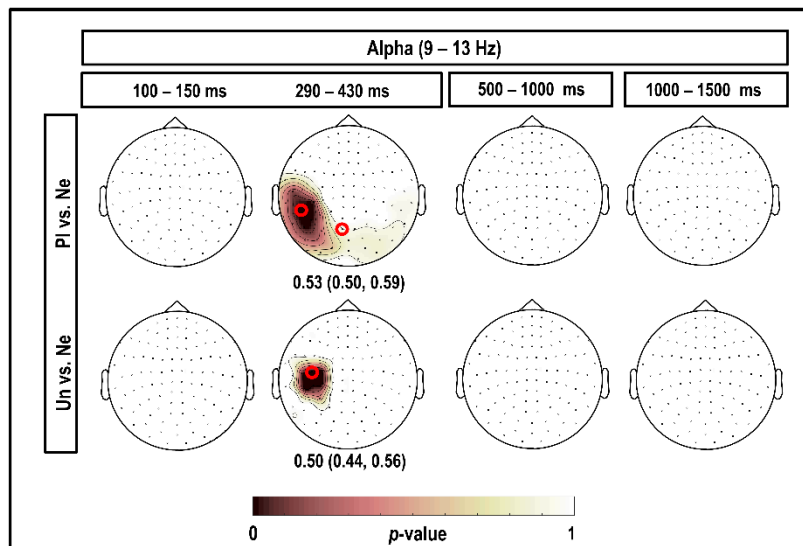 Alpha (9 – 13 Hz)
100 – 150 ms 290 – 430 ms 500 – 1000 ms 1000 – 1500 ms
Pl vs. Ne
0.53 (0.50, 0.59)
Un vs. Ne
0.50 (0.44, 0.56)
0 p-value 1